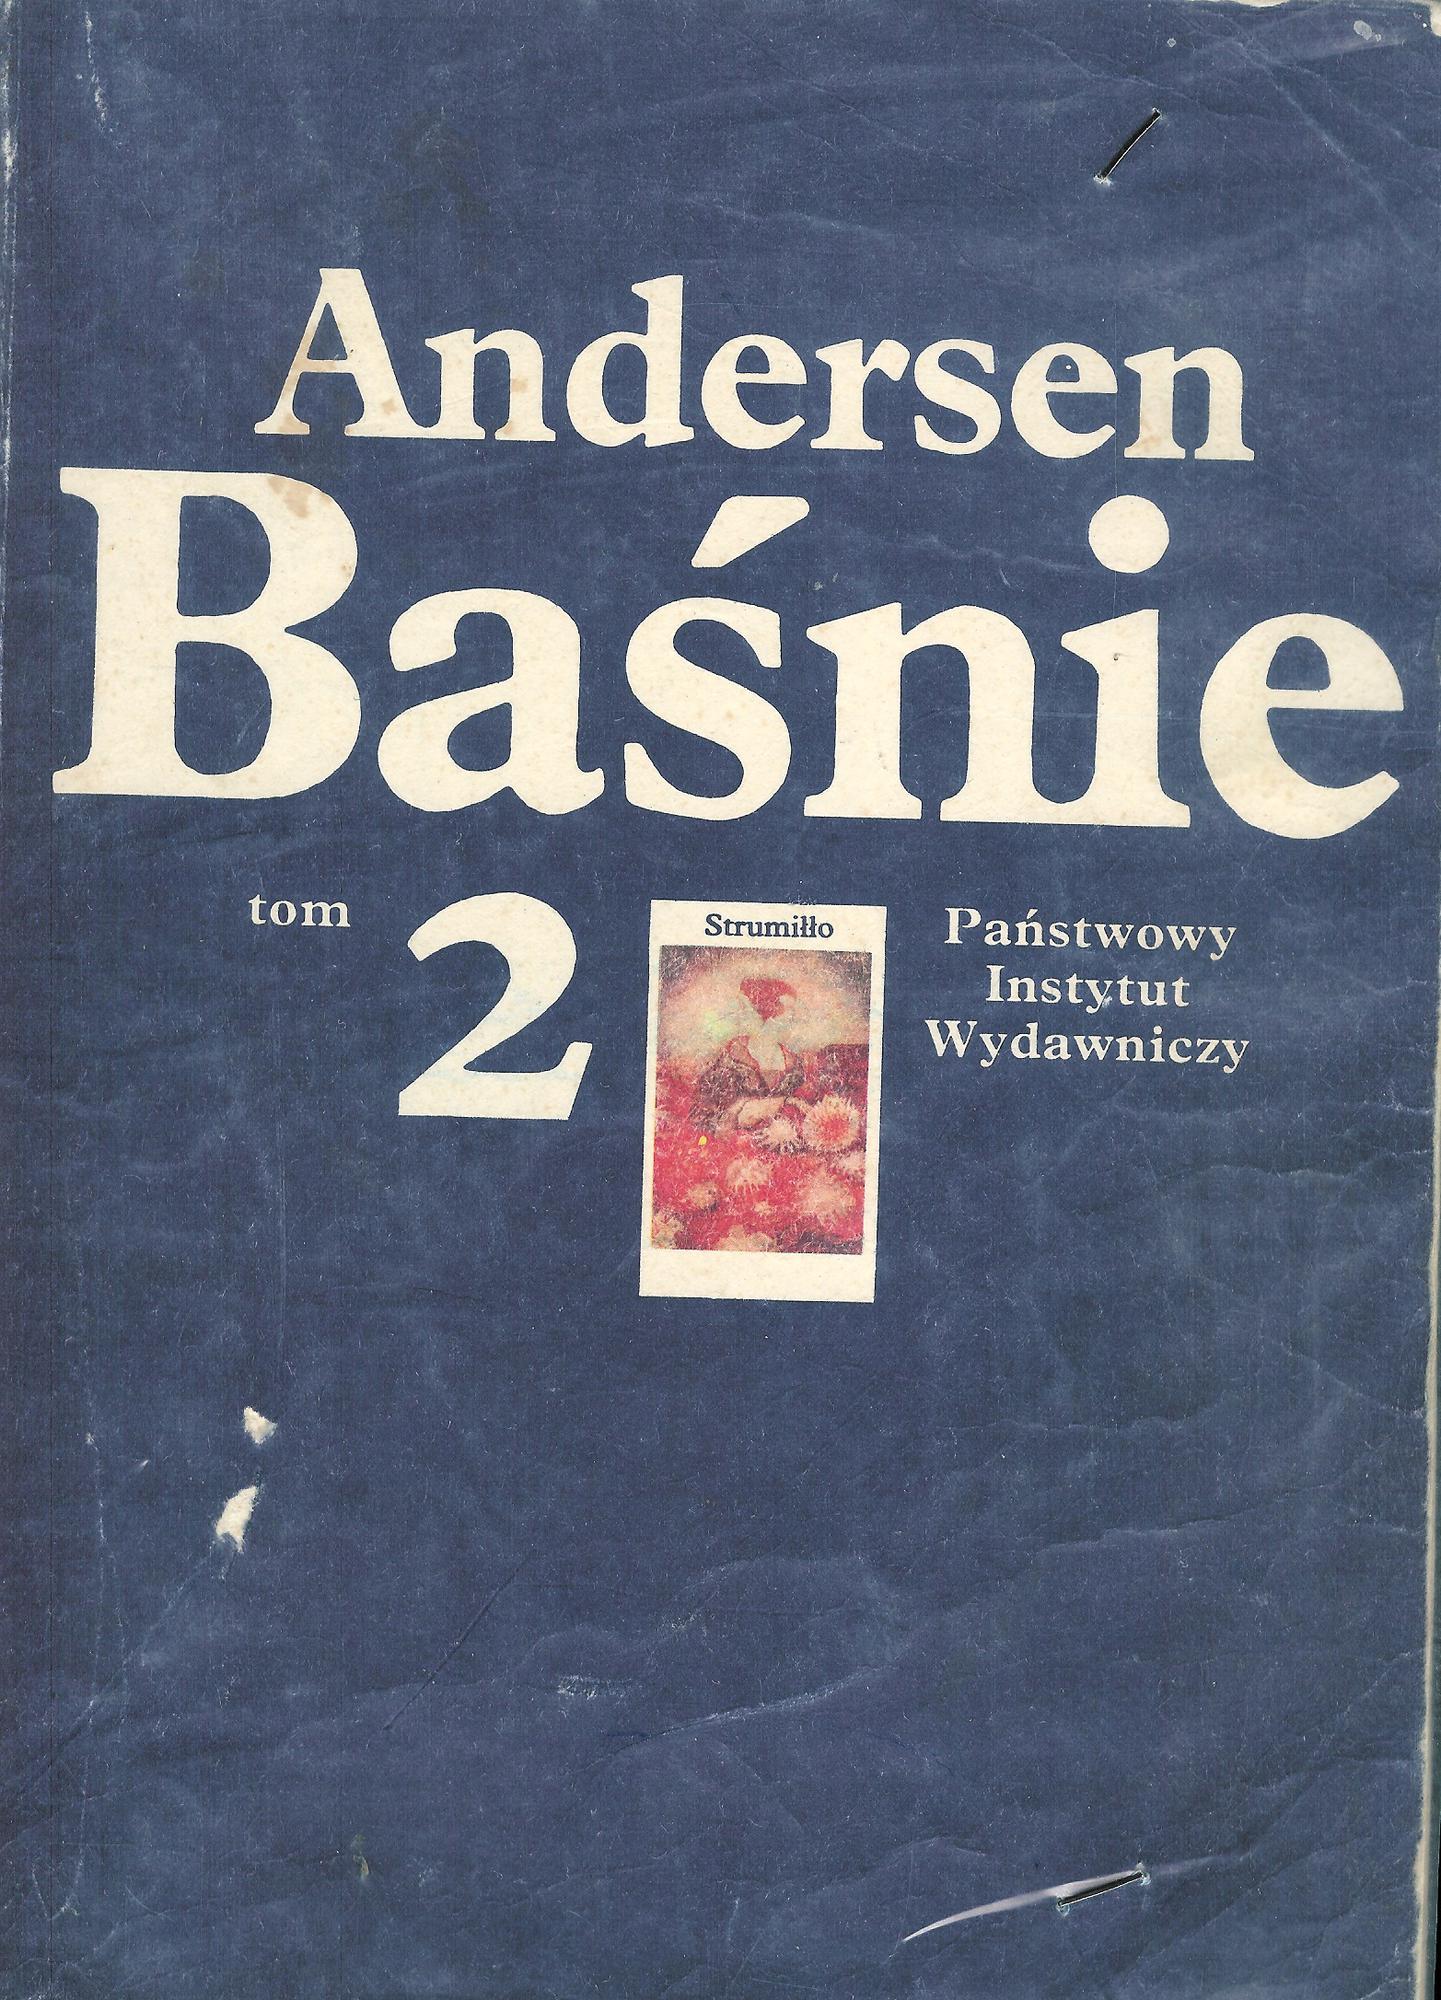 Andersen
Baśnie
tom
2
Strumiłło
Państwowy
Instytut
Wydawniczy